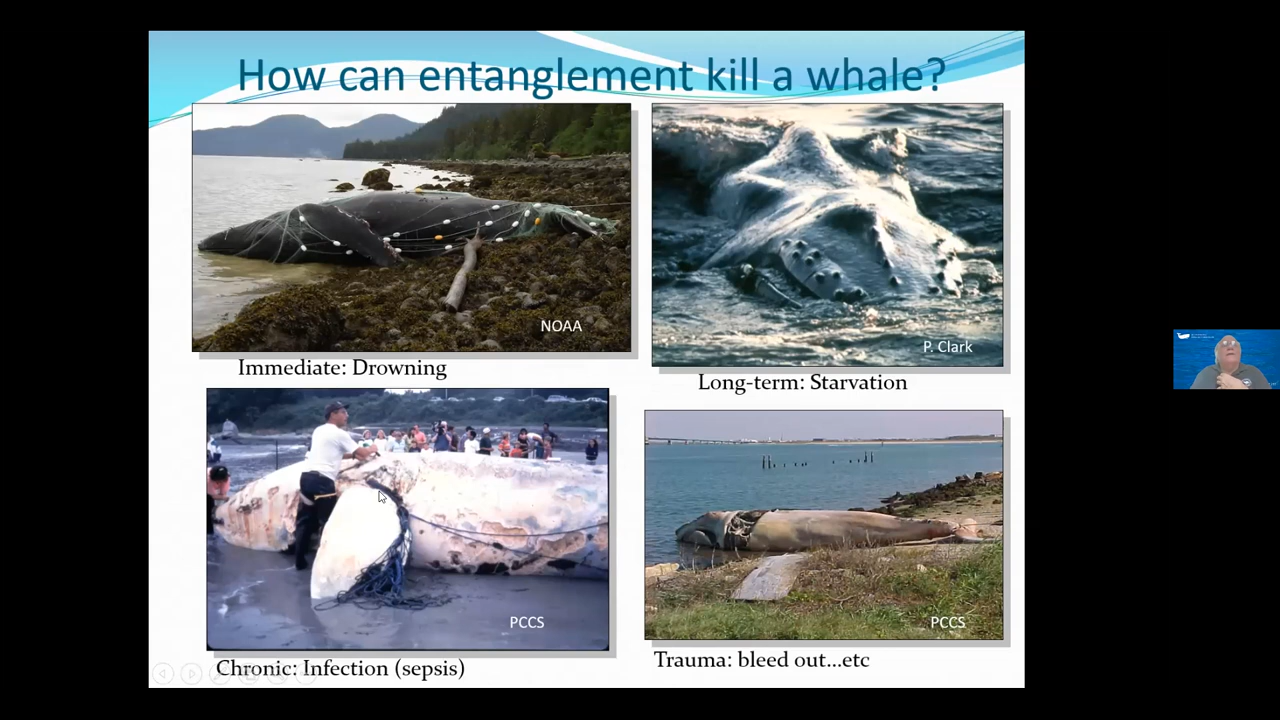 How can entanglement kill a whale?
NOAA
P. Clark
Immediate: Drowning
Long-term: Starvation
PCCS
PCCS
Chronic: Infection (sepsis)
Trauma: bleed out...etc